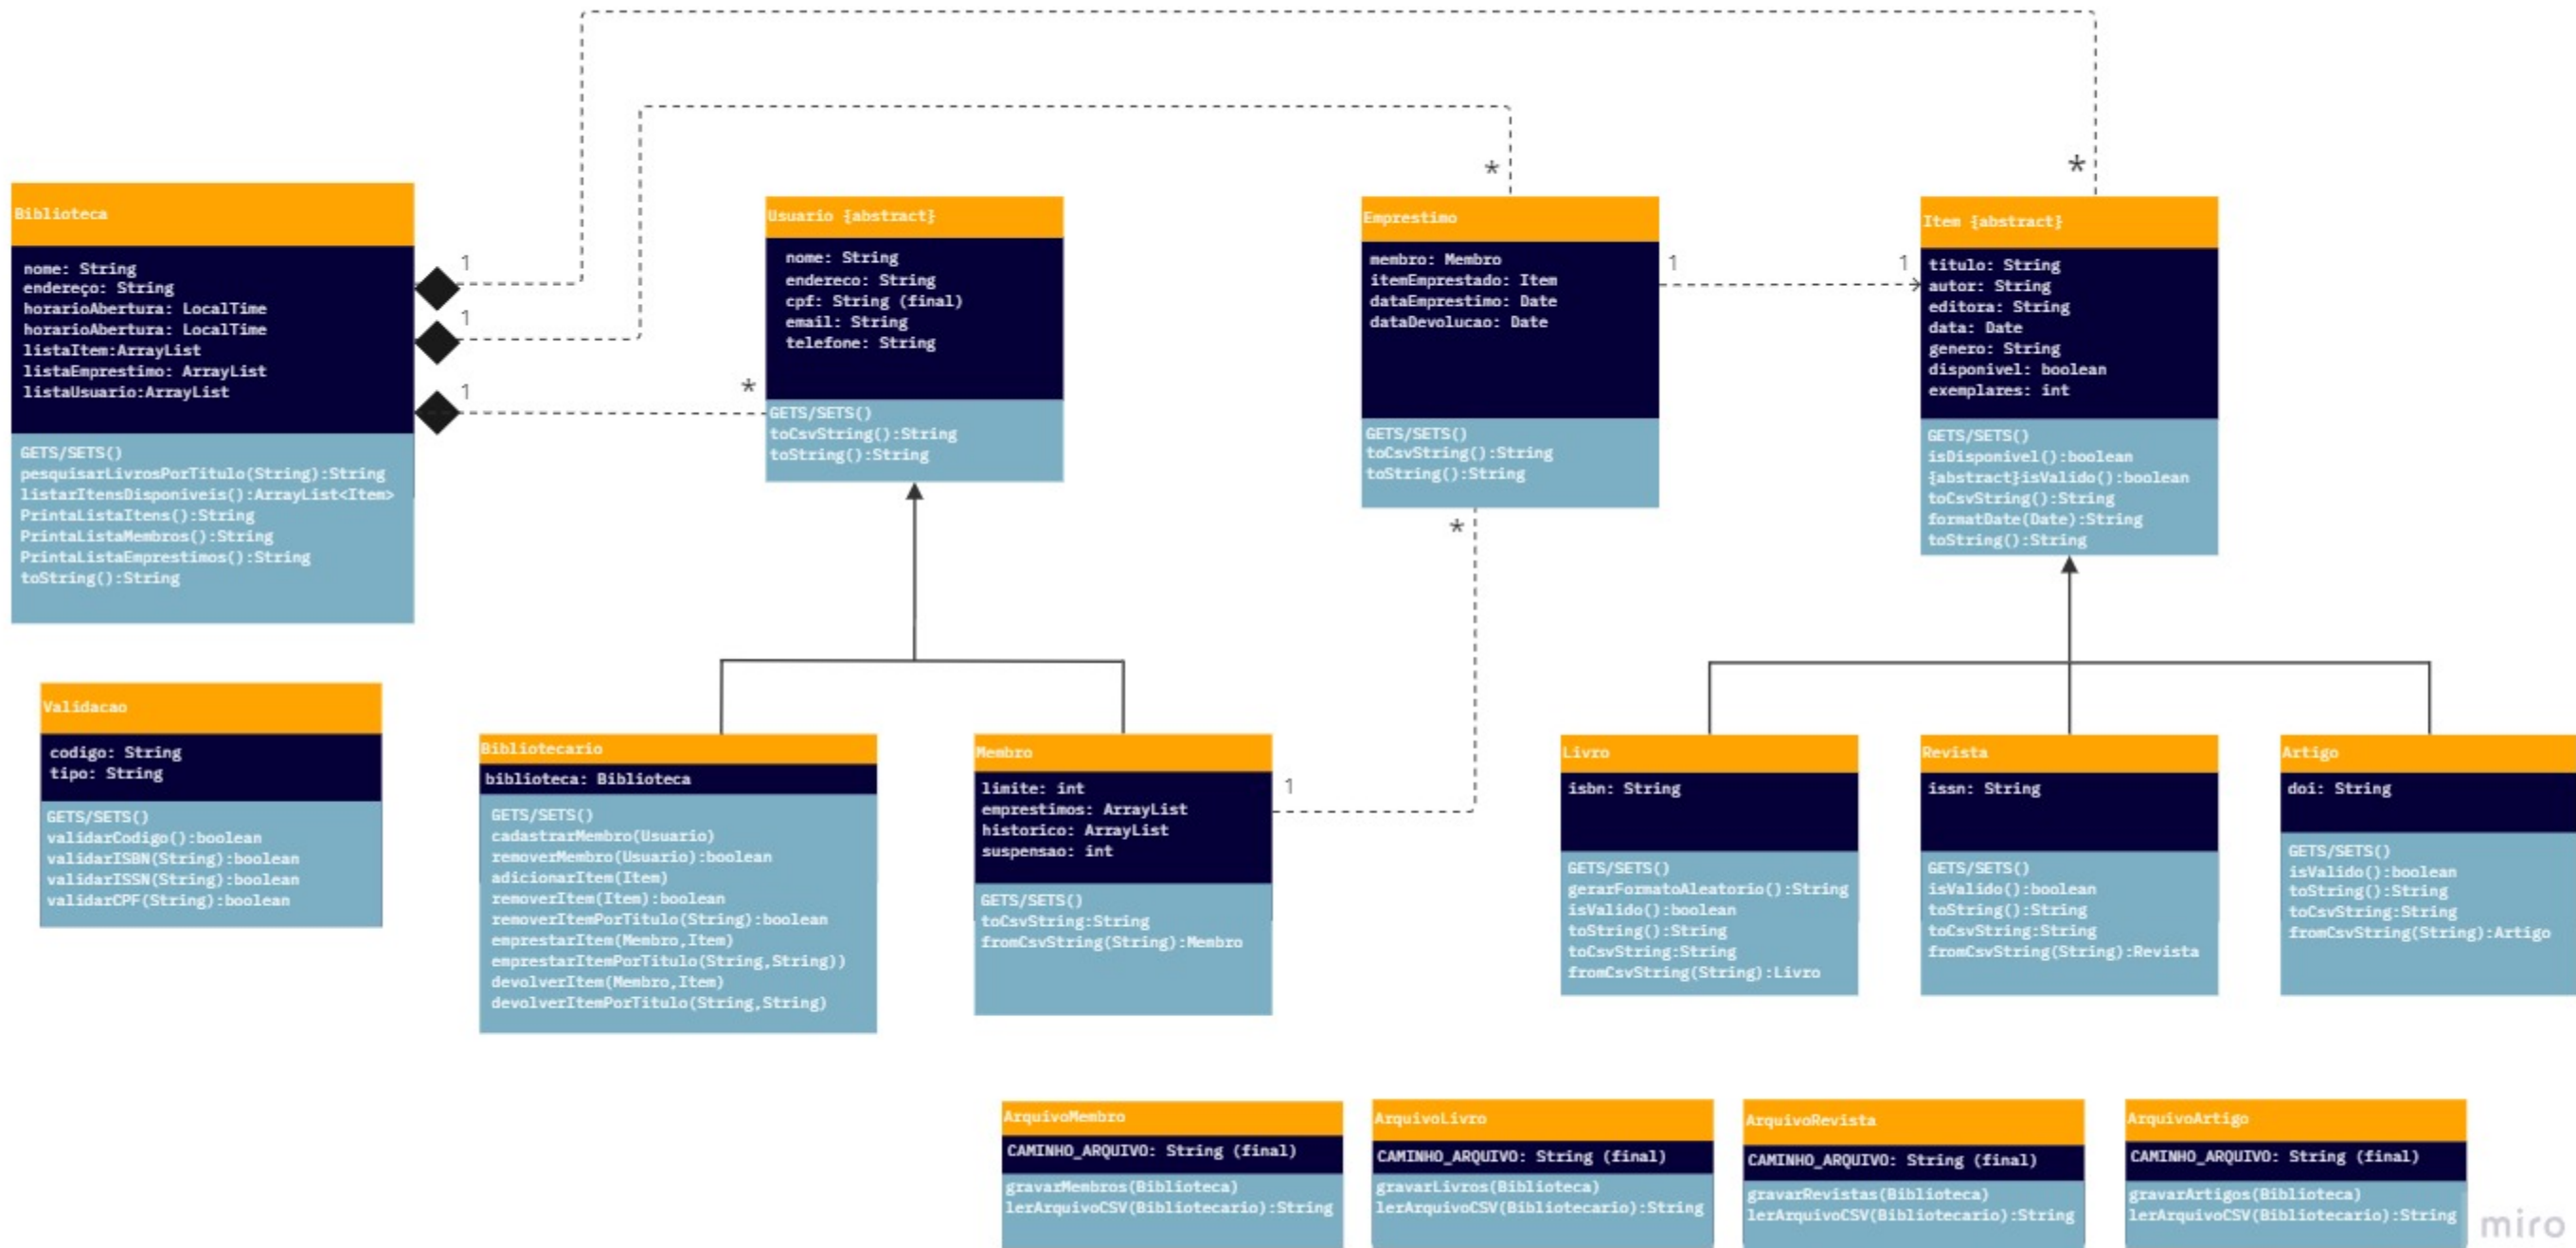 Biblioteca
nome: String
endereço: String
horarioAbertura: LocalTime
horarioAbertura: LocalTime
listaItem:ArrayList
listaEmprestimo: ArrayList
listaUsuario:ArrayList
GETS/SETS()
pesquisarLivrosPorTitulo(String):String
listarItensDisponiveis():ArrayList<Item>
PrintaListaItens():String
PrintaListaMembros():String
PrintaListaEmprestimos():String
toString():String
1
1
1
*
*
*
Usuario {abstract}
nome: String
endereco: String
cpf: String (final)
email: String
telefone: String
GETS/SETS()
toCsvString():String
toString():String
Emprestimo
membro: Membro
itemEmprestado: Item
dataEmprestimo: Date
dataDevolucao: Date
GETS/SETS()
toCsvString():String
toString():String
1
1
*
Item {abstract}
titulo: String
autor: String
editora: String
data: Date
genero: String
disponivel: boolean
exemplares: int
GETS/SETS()
isDisponivel():boolean
{abstract}isValido():boolean
toCsvString():String
formatDate(Date):String
toString():String
Validacao
codigo: String
tipo: String
GETS/SETS()
validarCodigo():boolean
validarISBN(String):boolean
validarISSN(String):boolean
validarCPF(String):boolean
Bibliotecario
biblioteca: Biblioteca
GETS/SETS()
cadastrarMembro(Usuario)
removerMembro(Usuario):boolean
adicionarItem(Item)
removerItem(Item):boolean
removerItemPorTitulo(String):boolean
emprestarItem(Membro,Item)
emprestarItemPorTitulo(String,String))
devolverItem(Membro,Item)
devolverItemPorTitulo(String,String)
Membro
limite: int
emprestimos: ArrayList
historico: ArrayList
suspensao: int
GETS/SETS()
toCsvString:String
fromCsvString(String):Membro
1
Livro
isbn: String
GETS/SETS()
gerarFormatoAleatorio():String
isValido():boolean
toString():String
toCsvString:String
fromCsvString(String):Livro
Revista
issn: String
GETS/SETS()
isValido():boolean
toString():String
toCsvString:String
fromCsvString(String):Revista
Artigo
doi: String
GETS/SETS()
isValido():boolean
toString():String
toCsvString:String
fromCsvString(String):Artigo
ArquivoMembro
CAMINHO_ARQUIVO: String (final)
gravarMembros(Biblioteca)
lerArquivoCSV(Bibliotecario):String
ArquivoLivro
CAMINHO_ARQUIVO: String (final)
gravarLivros(Biblioteca)
lerArquivoCSV(Bibliotecario):String
ArquivoRevista
CAMINHO_ARQUIVO: String (final)
gravarRevistas(Biblioteca)
lerArquivoCSV(Bibliotecario):String
ArquivoArtigo
CAMINHO_ARQUIVO: String (final)
gravarArtigos(Biblioteca)
lerArquivoCSV(Bibliotecario):String
miro